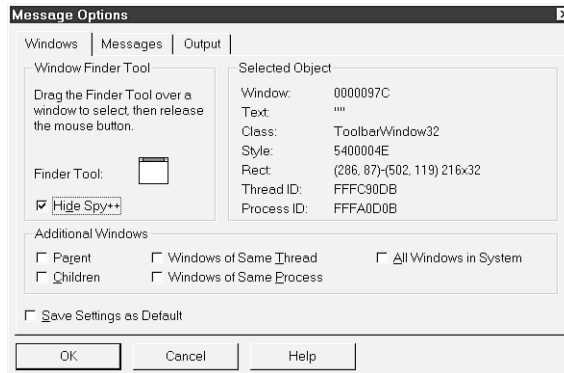 Message Options
Windows Messages Output
Window Finder Tool
Drag the Finder Tool over a
window to select, then release
the mouse button.
Finder Tool:
Hide Spy++
Selected Object
Window: 0000097C
Text: ""
Class: ToolbarWindow32
Style: 5400004E
Rect: (286, 87)-(502, 119) 216x32
Thread ID: FFFC90DB
Process ID: FFFA0D0B
Additional Windows
Parent Windows of Same Thread All Windows in System
Children Windows of Same Process
Save Settings as Default
OK Cancel Help